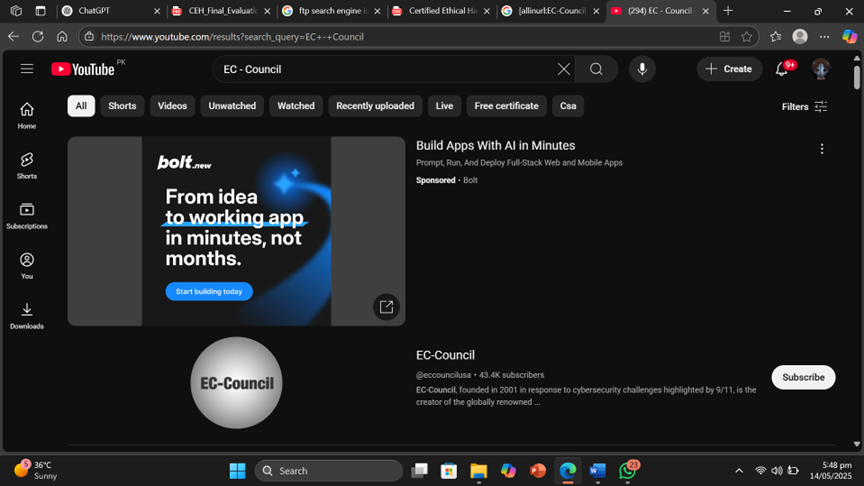 ChatGPT
CEH_Final_Evaluati
ftp search engine is
Certified Ethical Ha
[allinurl:EC-Council
(294) EC - Council
https://www.youtube.com/results?search_query=EC+-+Council
YouTube PK
EC - Council
Create
9+
All
Shorts
Videos
Unwatched
Watched
Recently uploaded
Live
Free certificate
Csa
Filters
Home
Shorts
Subscriptions
You
Downloads
bolt.new
From idea
to working app
in minutes, not
months.
Start building today
Build Apps With AI in Minutes
Prompt, Run, And Deploy Full-Stack Web and Mobile Apps
Sponsored • Bolt
EC-Council
EC-Council
@eccouncilusa • 43.4K subscribers
EC-Council, founded in 2001 in response to cybersecurity challenges highlighted by 9/11, is the
creator of the globally renowned ...
Subscribe
5
36°C
Sunny
Search
23
5:48 pm
14/05/2025